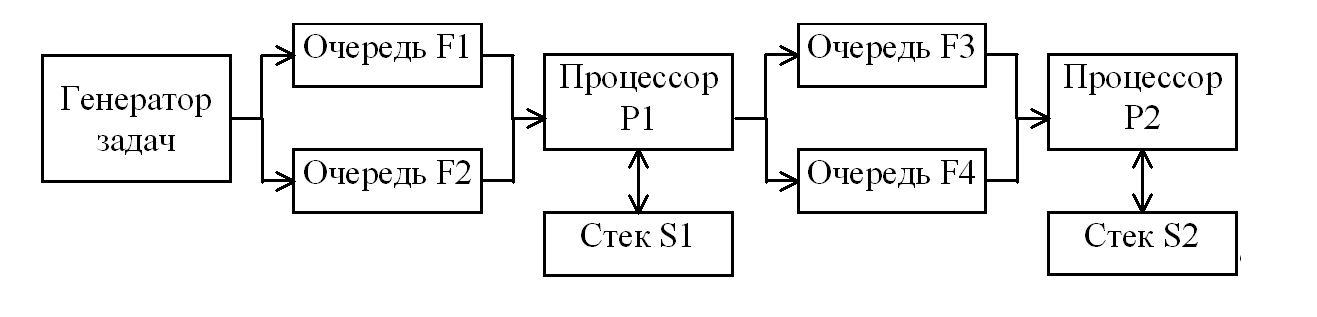 Генератор
задач
Очередь F1
Очередь F2
Процессор
P1
Стек S1
Очередь F3
Очередь F4
Процессор
P2
Стек S2